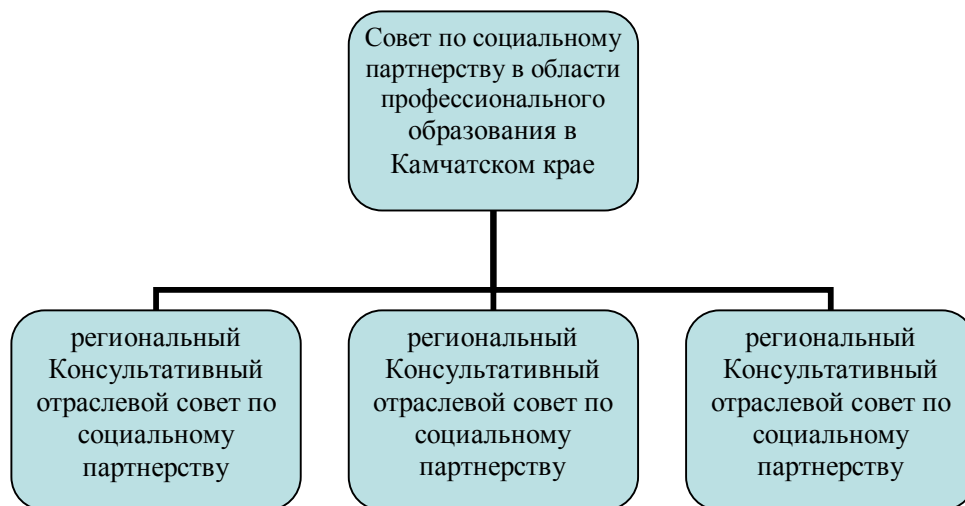 Совет по социальному
партнерству в области
профессионального
образования в
Камчатском крае
региональный
Консультативный
отраслевой совет по
социальному
партнерству
региональный
Консультативный
отраслевой совет по
социальному
партнерству
региональный
Консультативный
отраслевой совет по
социальному
партнерству